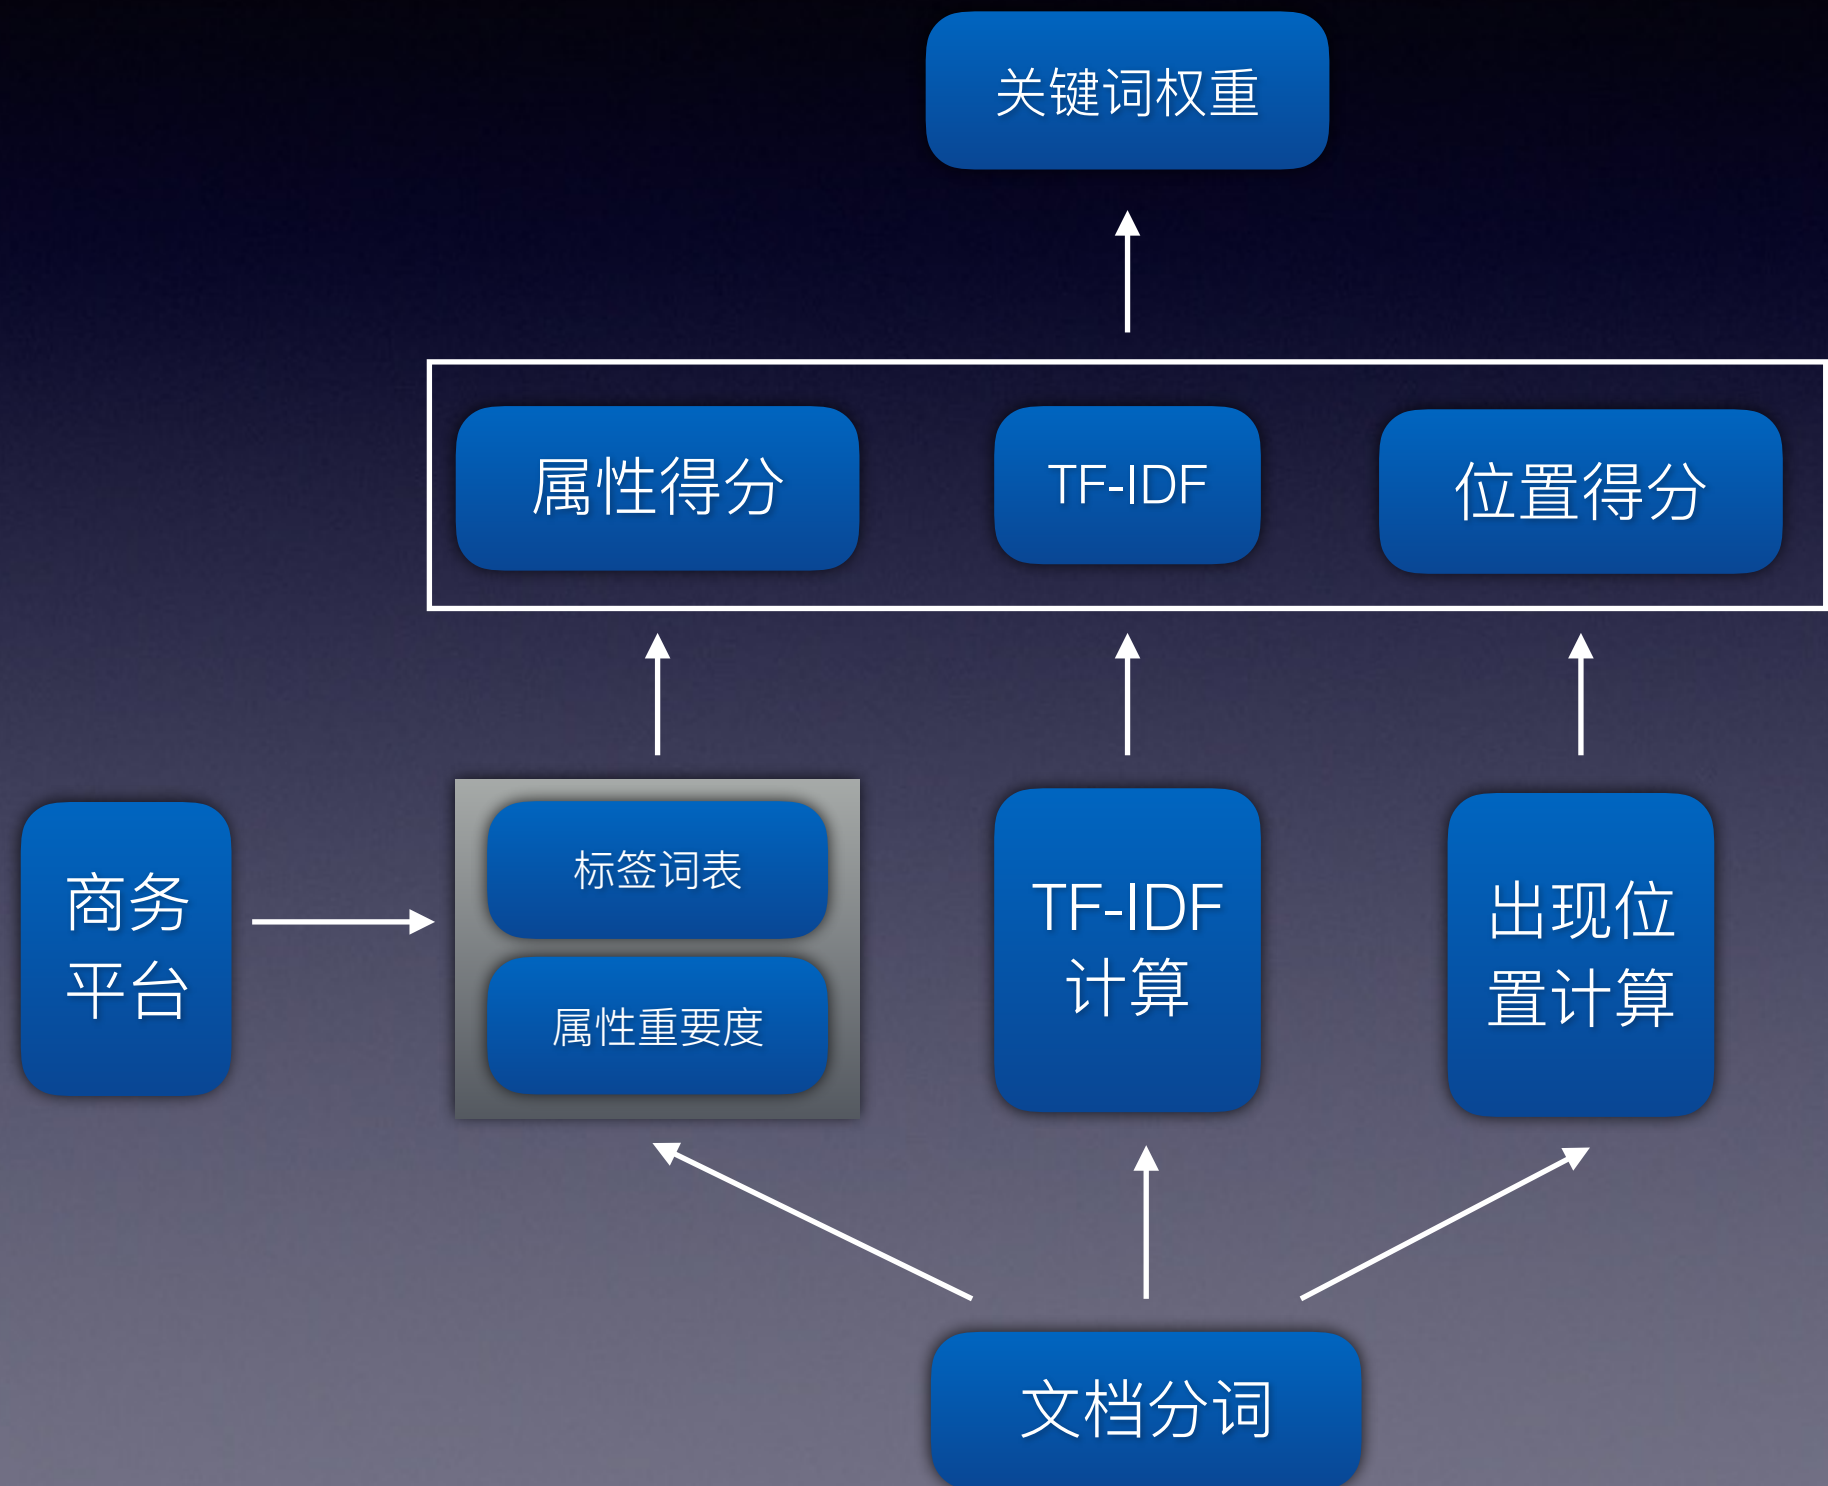 关键词权重
属性得分
TF-IDF
位置得分
商务
平台
标签词表
属性重要度
TF-IDF
计算
出现位
置计算
文档分词